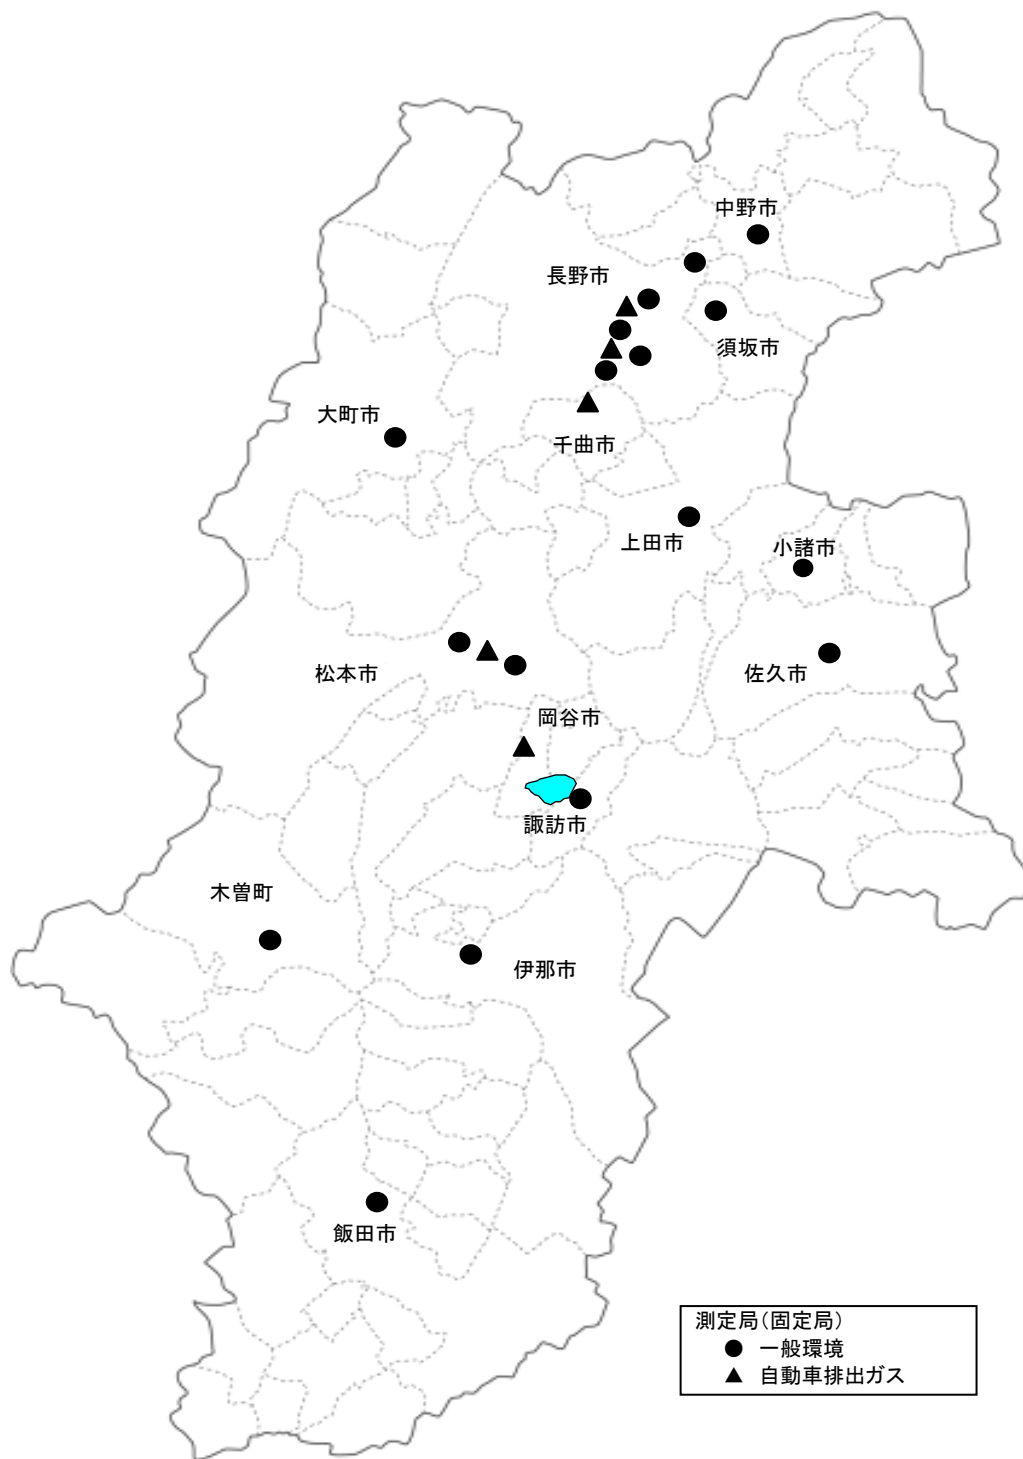 中野市
長野市
須坂市
大町市
千曲市
上田市
小諸市
松本市
佐久市
岡谷市
諏訪市
木曽町
伊那市
飯田市
測定局(固定局)
● 一般環境
▲ 自動車排出ガス